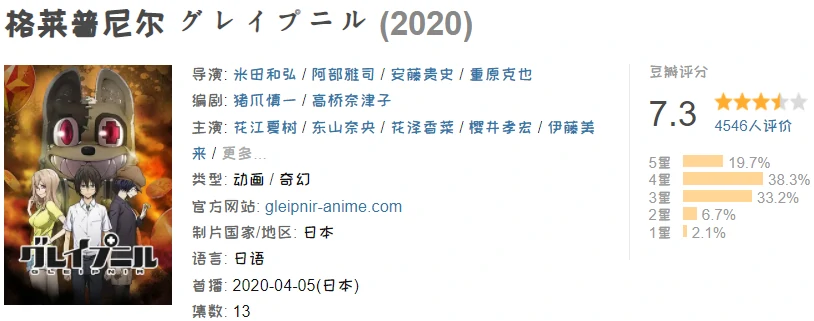 格莱普尼尔 グレイプニル (2020)
グレイプニル
GLEIPNIR
导演: 米田和弘 / 阿部雅司 / 安藤贵史 / 重原克也
编剧: 猪爪慎一 / 高桥奈津子
主演: 花江夏树 / 东山奈央 / 花泽香菜 / 樱井孝宏 / 伊藤美
来 / 更多...
类型: 动画 / 奇幻
官方网站: gleipnir-anime.com
制片国家/地区: 日本
语言: 日语
首播: 2020-04-05(日本)
集数: 13
豆瓣评分
7.3
4546人评价
5星 19.7%
4星 38.3%
3星 33.2%
2星 6.7%
1星 2.1%